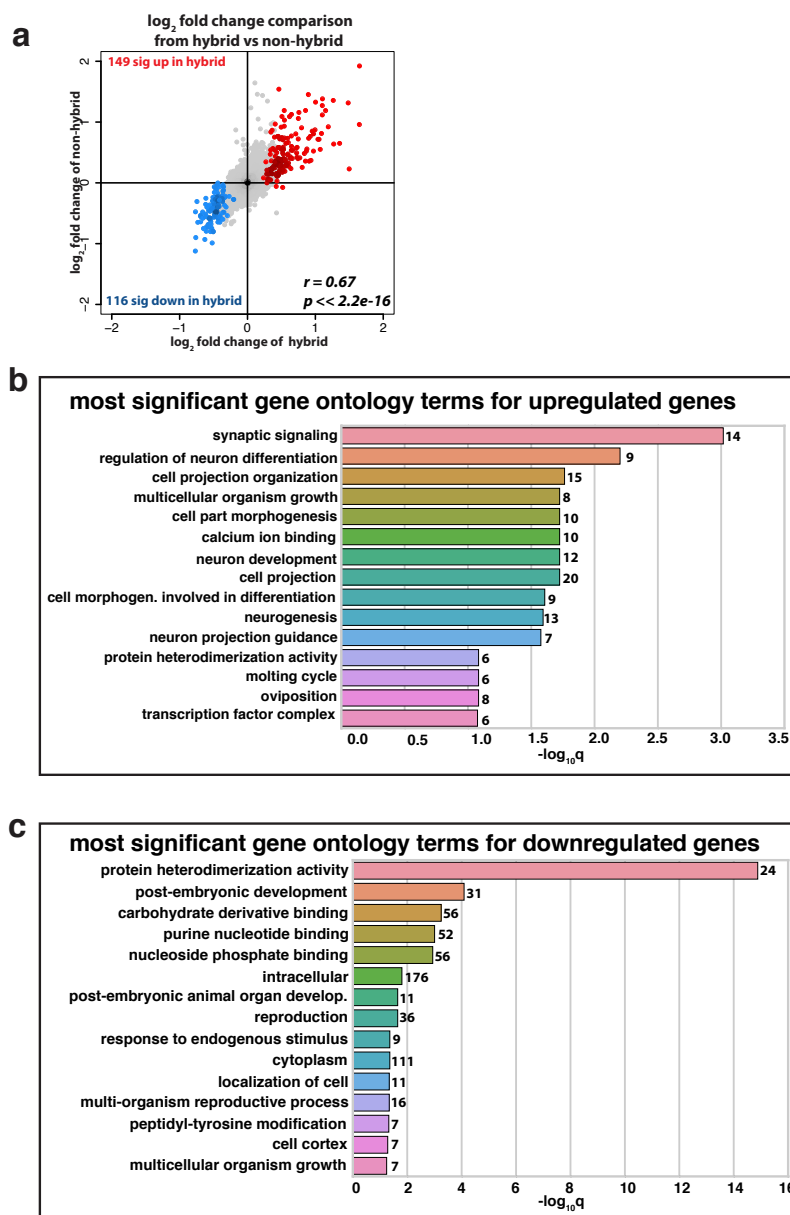 a
log2 fold change comparison
from hybrid vs non-hybrid
149 sig up in hybrid
116 sig down in hybrid
r = 0.67
p << 2.2e-16
log2 fold change of non-hybrid
2
1
0
−1
−2
−2 −1 0 1 2
log2 fold change of hybrid
b
most significant gene ontology terms for upregulated genes
synaptic signaling 14
regulation of neuron differentiation 9
cell projection organization 15
multicellular organism growth 8
cell part morphogenesis 10
calcium ion binding 10
neuron development 12
cell projection 20
cell morphogen. involved in differentiation 9
neurogenesis 13
neuron projection guidance 7
protein heterodimerization activity 6
molting cycle 6
oviposition 8
transcription factor complex 6
0.0 0.5 1.0 1.5 2.0 2.5 3.0 3.5
-log10q
c
most significant gene ontology terms for downregulated genes
protein heterodimerization activity 24
post-embryonic development 31
carbohydrate derivative binding 56
purine nucleotide binding 52
nucleoside phosphate binding 56
intracellular 176
post-embryonic animal organ develop. 11
reproduction 36
response to endogenous stimulus 9
cytoplasm 111
localization of cell 11
multi-organism reproductive process 16
peptidyl-tyrosine modification 7
cell cortex 7
multicellular organism growth 7
0 2 4 6 8 10 12 14 16
-log10q